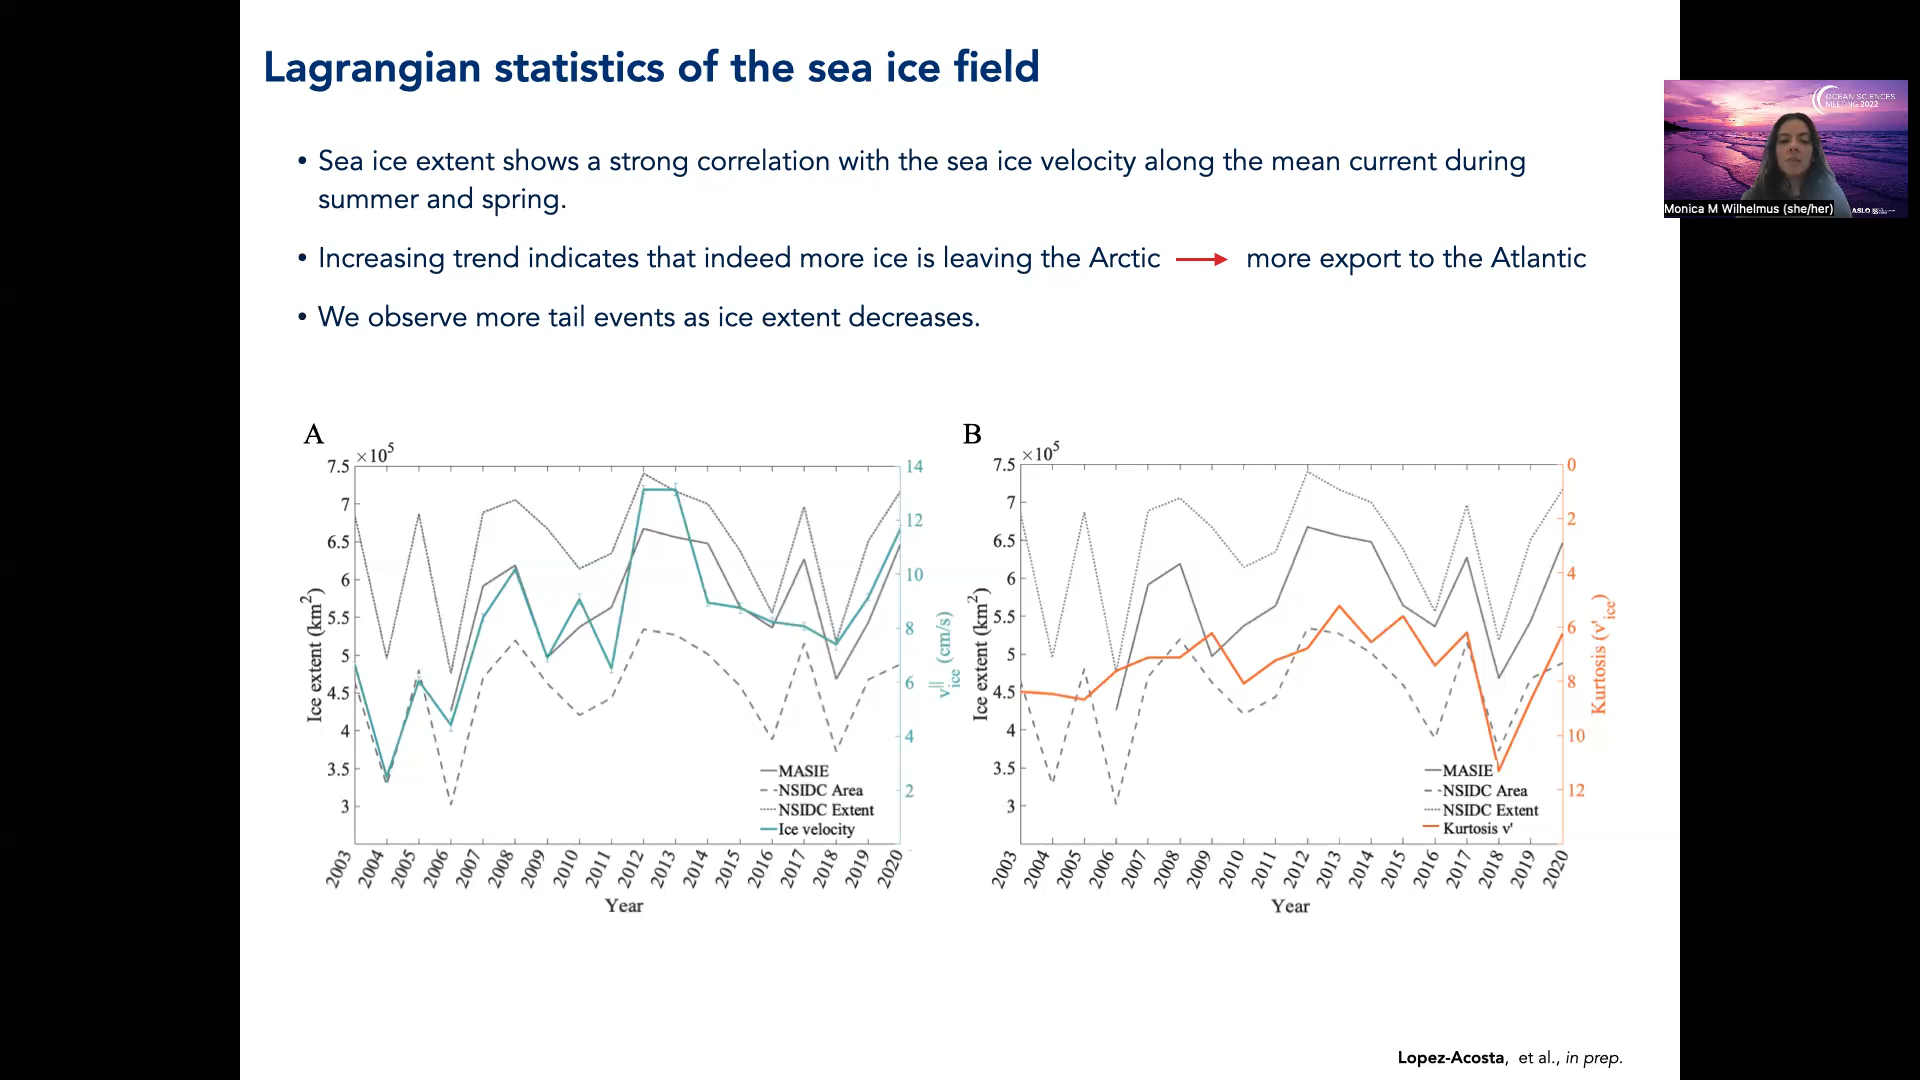 Lagrangian statistics of the sea ice field
• Sea ice extent shows a strong correlation with the sea ice velocity along the mean current during
summer and spring.
• Increasing trend indicates that indeed more ice is leaving the Arctic → more export to the Atlantic
• We observe more tail events as ice extent decreases.
OCEAN SCIENCES
MEETING 2022
Monica M Wilhelmus (she/her)
ASLO
A
×10⁵
7.5
7
6.5
6
5.5
5
4.5
4
3.5
3
Ice extent (km²)
14
12
10
8
6
4
2
v‖ice (cm/s)
MASIE
NSIDC Area
NSIDC Extent
Ice velocity
2003 2004 2005 2006 2007 2008 2009 2010 2011 2012 2013 2014 2015 2016 2017 2018 2019 2020
Year
B
×10⁵
7.5
7
6.5
6
5.5
5
4.5
4
3.5
3
Ice extent (km²)
0
2
4
6
8
10
12
Kurtosis (v'ice)
MASIE
NSIDC Area
NSIDC Extent
Kurtosis v'
2003 2004 2005 2006 2007 2008 2009 2010 2011 2012 2013 2014 2015 2016 2017 2018 2019 2020
Year
Lopez-Acosta, et al., in prep.